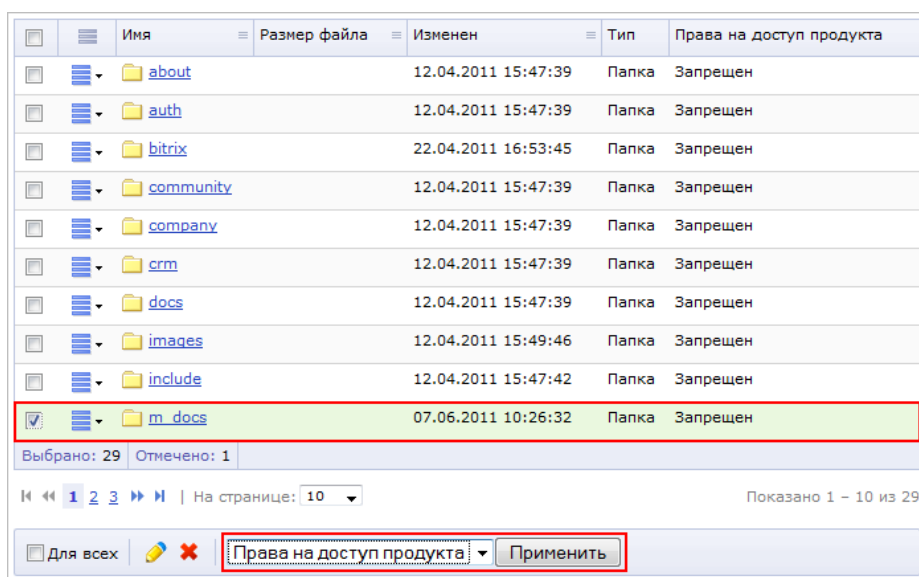 Имя Размер файла Изменен Тип Права на доступ продукта
about 12.04.2011 15:47:39 Папка Запрещен
auth 12.04.2011 15:47:39 Папка Запрещен
bitrix 22.04.2011 16:53:45 Папка Запрещен
community 12.04.2011 15:47:39 Папка Запрещен
company 12.04.2011 15:47:39 Папка Запрещен
crm 12.04.2011 15:47:39 Папка Запрещен
docs 12.04.2011 15:47:39 Папка Запрещен
images 12.04.2011 15:49:46 Папка Запрещен
include 12.04.2011 15:47:42 Папка Запрещен
m_docs 07.06.2011 10:26:32 Папка Запрещен
Выбрано: 29 Отмечено: 1
1 2 3 | На странице: 10 Показано 1 – 10 из 29
Для всех Права на доступ продукта Применить